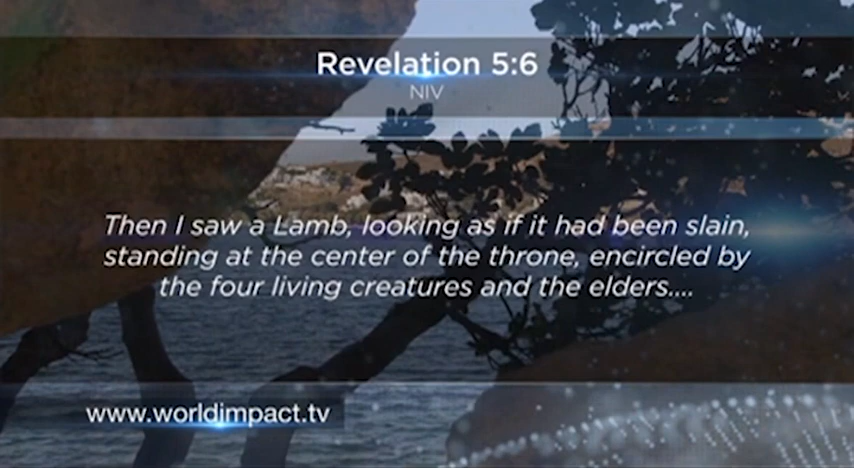 Revelation 5:6
NIV
Then I saw a Lamb, looking as if it had been slain,
standing at the center of the throne, encircled by
the four living creatures and the elders....
www.worldimpact.tv